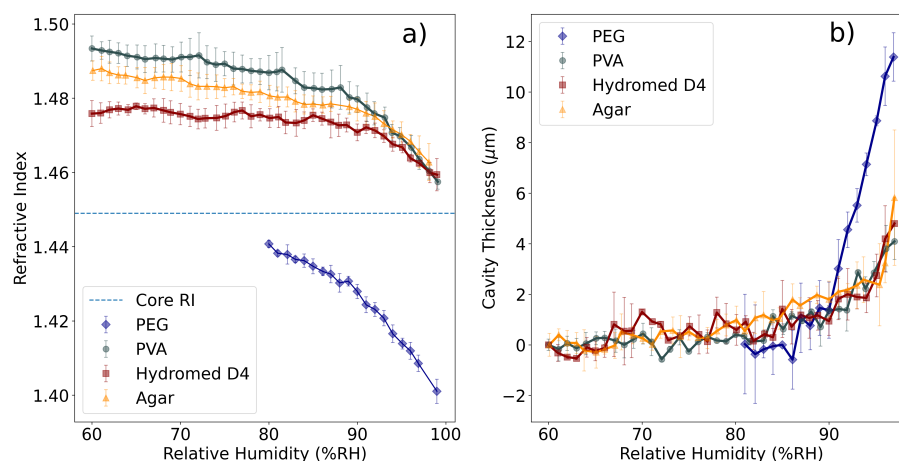 a)
1.50
1.48
1.46
1.44
1.42
1.40
Refractive Index
Core RI
PEG
PVA
Hydromed D4
Agar
60
70
80
90
100
Relative Humidity (%RH)
b)
12
10
8
6
4
2
0
−2
Cavity Thickness (μm)
PEG
PVA
Hydromed D4
Agar
60
70
80
90
Relative Humidity (%RH)